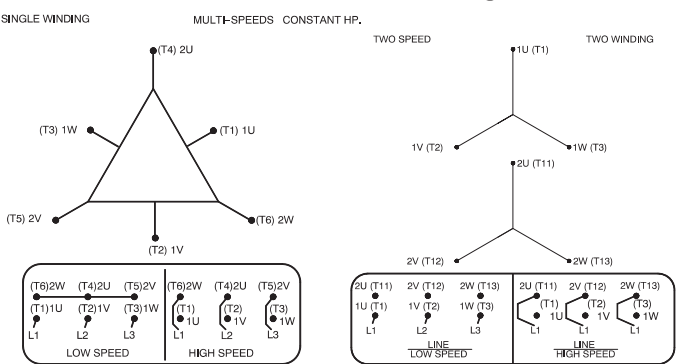 SINGLE WINDING
MULTI-SPEEDS CONSTANT HP.
(T4) 2U
(T3) 1W
(T1) 1U
(T5) 2V
(T6) 2W
(T2) 1V
(T6)2W (T4)2U (T5)2V
(T1)1U (T2)1V (T3)1W
L1 L2 L3
LOW SPEED
(T6)2W (T4)2U (T5)2V
(T1) (T2) (T3)
1U 1V 1W
L1 L2 L3
HIGH SPEED
TWO SPEED
TWO WINDING
1U (T1)
1V (T2)
1W (T3)
2U (T11)
2V (T12)
2W (T13)
2U (T11) 2V (T12) 2W (T13)
1U (T1) 1V (T2) 1W (T3)
L1 L2 L3
LINE
LOW SPEED
2U (T11) 2V (T12) 2W (T13)
(T1) (T2) (T3)
1U 1V 1W
L1 L1 L1
LINE
HIGH SPEED